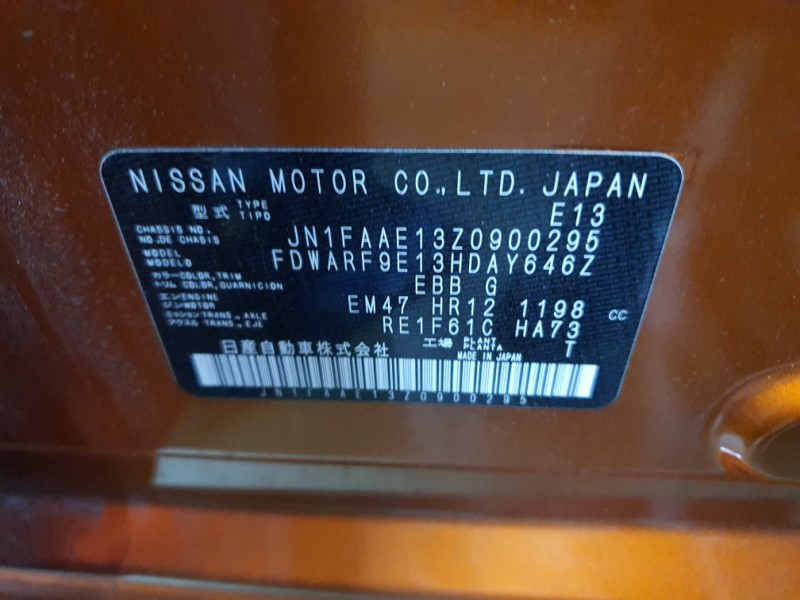 NISSAN MOTOR CO.,LTD. JAPAN
型式 TYPE TIPO E13
CHASSIS NO. NO.DE CHASIS JN1FAAE13Z0900295
MODEL MODELO FDWARF9E13HDAY646Z
カラー COLOR,TRIM トリム COLOR,GUARNICION EBB G
エンジン ENGINE MOTOR EM47 HR12 1198 CC
ミッション TRANS.,AXLE アクスル TRANS.,EJE RE1F61C HA73
日産自動車株式会社 工場 PLANT PLANTA T
MADE IN JAPAN
JN1FAAE13Z0900295